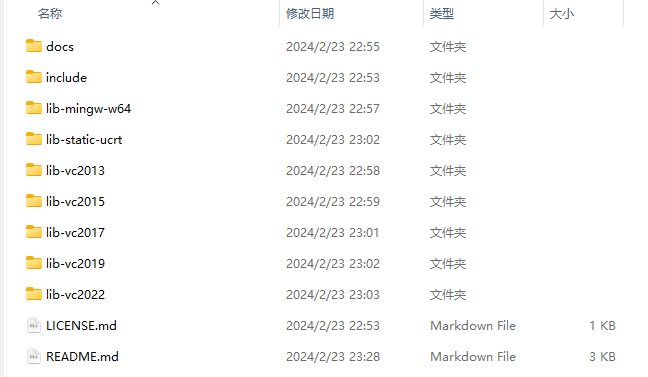 名称 修改日期 类型 大小
docs 2024/2/23 22:55 文件夹
include 2024/2/23 22:53 文件夹
lib-mingw-w64 2024/2/23 22:57 文件夹
lib-static-ucrt 2024/2/23 23:02 文件夹
lib-vc2013 2024/2/23 22:58 文件夹
lib-vc2015 2024/2/23 22:59 文件夹
lib-vc2017 2024/2/23 23:01 文件夹
lib-vc2019 2024/2/23 23:02 文件夹
lib-vc2022 2024/2/23 23:03 文件夹
LICENSE.md 2024/2/23 22:53 Markdown File 1 KB
README.md 2024/2/23 23:28 Markdown File 3 KB